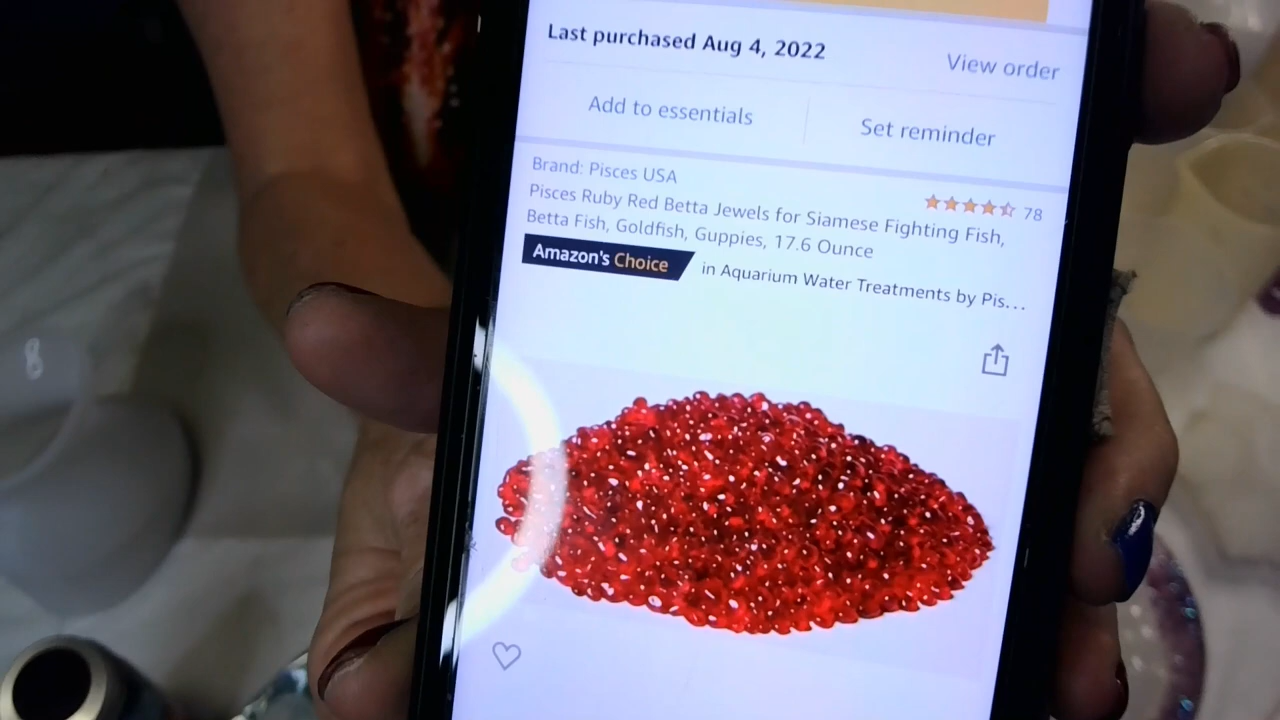 Last purchased Aug 4, 2022
View order
Add to essentials
Set reminder
Brand: Pisces USA
78
Pisces Ruby Red Betta Jewels for Siamese Fighting Fish,
Betta Fish, Goldfish, Guppies, 17.6 Ounce
Amazon's Choice in Aquarium Water Treatments by Pis...
8